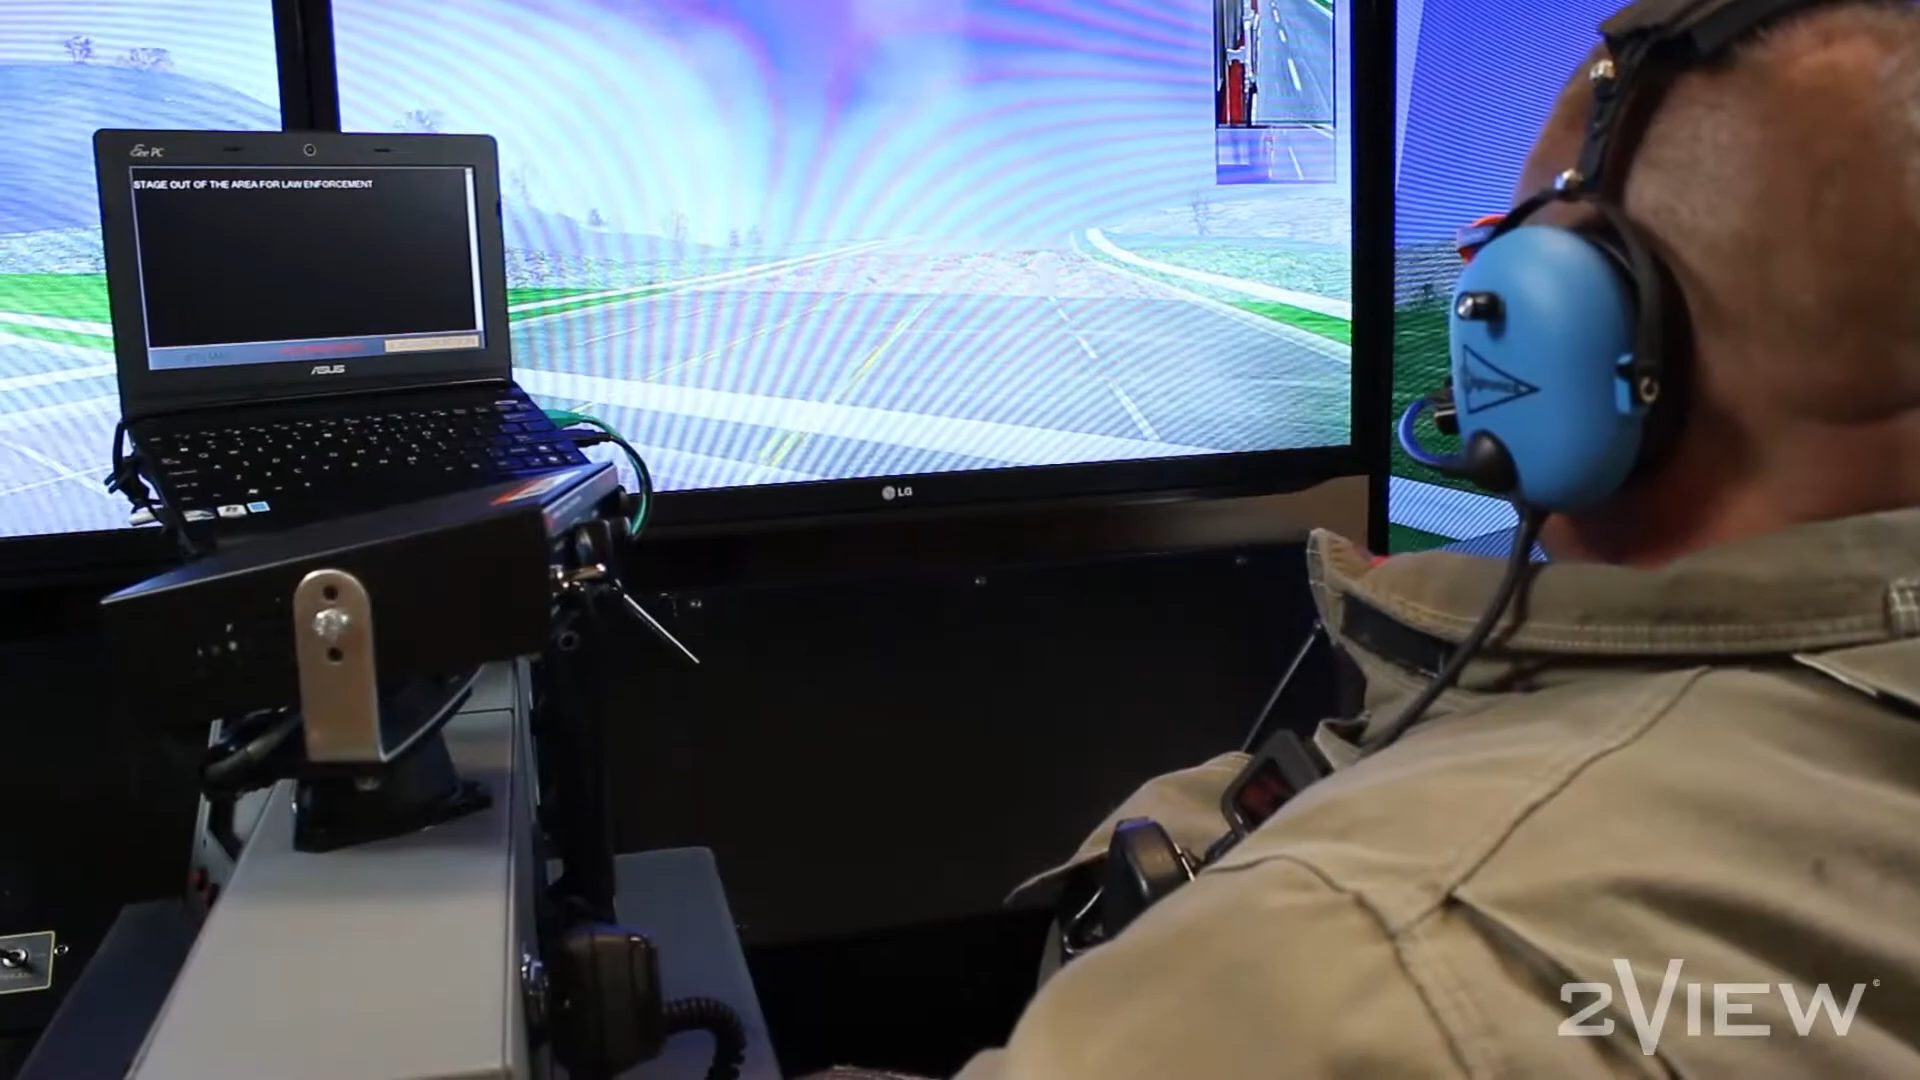 Eee PC
STAGE OUT OF THE AREA FOR LAW ENFORCEMENT
ASUS
LG
2VIEW